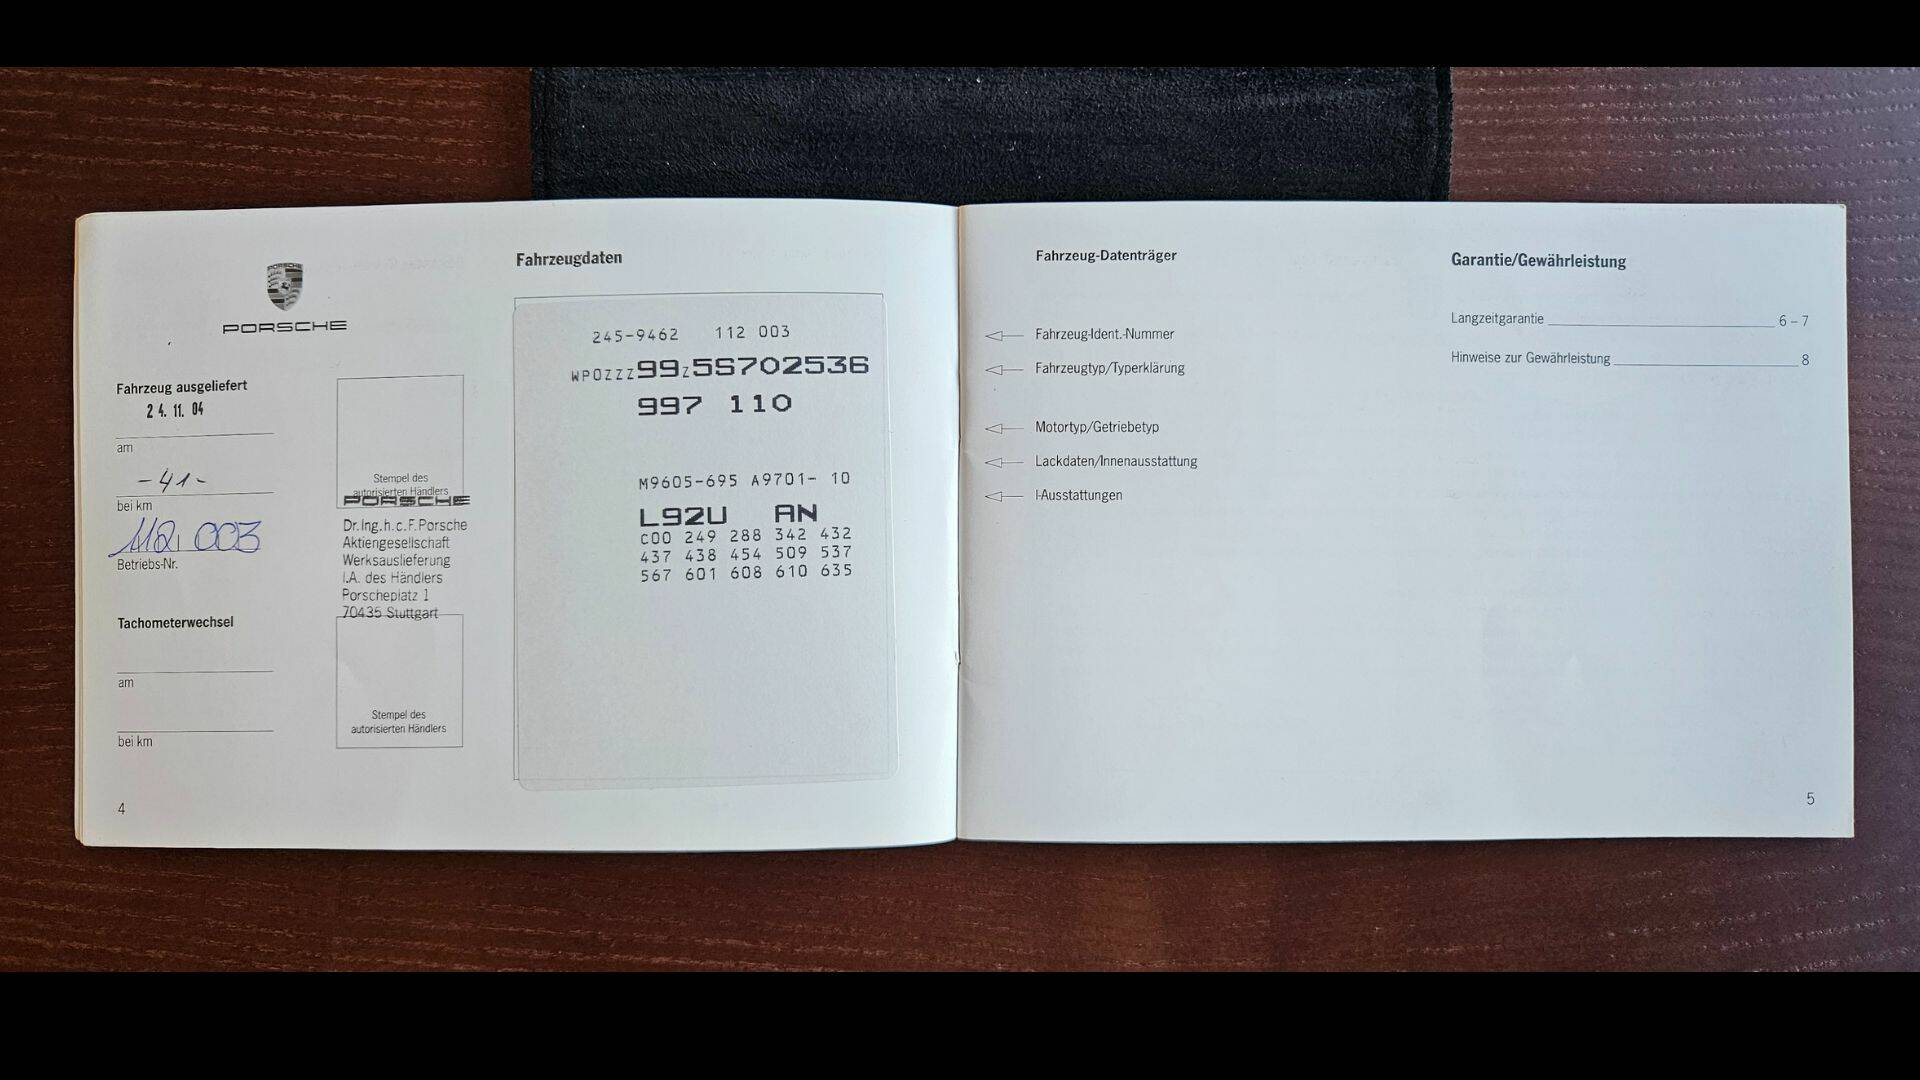 PORSCHE
PORSCHE
Fahrzeug ausgeliefert
24. 11. 04
am
-41-
bei km
112 003
Betriebs-Nr.
Tachometerwechsel
am
bei km
4
Stempel des
autorisierten Händlers
PORSCHE
Dr.Ing.h.c.F.Porsche
Aktiengesellschaft
Werksauslieferung
I.A. des Händlers
Porscheplatz 1
70435 Stuttgart
Stempel des
autorisierten Händlers
Fahrzeugdaten
245-9462 112 003
WP0ZZZ99Z5S702536
997 110
M9605-695 A9701- 10
L92U AN
C00 249 288 342 432
437 438 454 509 537
567 601 608 610 635
Fahrzeug-Datenträger
Fahrzeug-Ident.-Nummer
Fahrzeugtyp/Typerklärung
Motortyp/Getriebetyp
Lackdaten/Innenausstattung
I-Ausstattungen
Garantie/Gewährleistung
Langzeitgarantie 6 – 7
Hinweise zur Gewährleistung 8
5